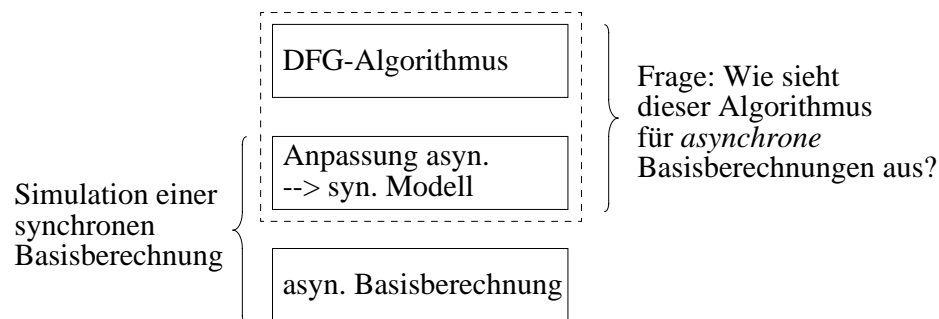 DFG-Algorithmus
Frage: Wie sieht
dieser Algorithmus
für asynchrone
Basisberechnungen aus?
Anpassung asyn.
--> syn. Modell
Simulation einer
synchronen
Basisberechnung
asyn. Basisberechnung